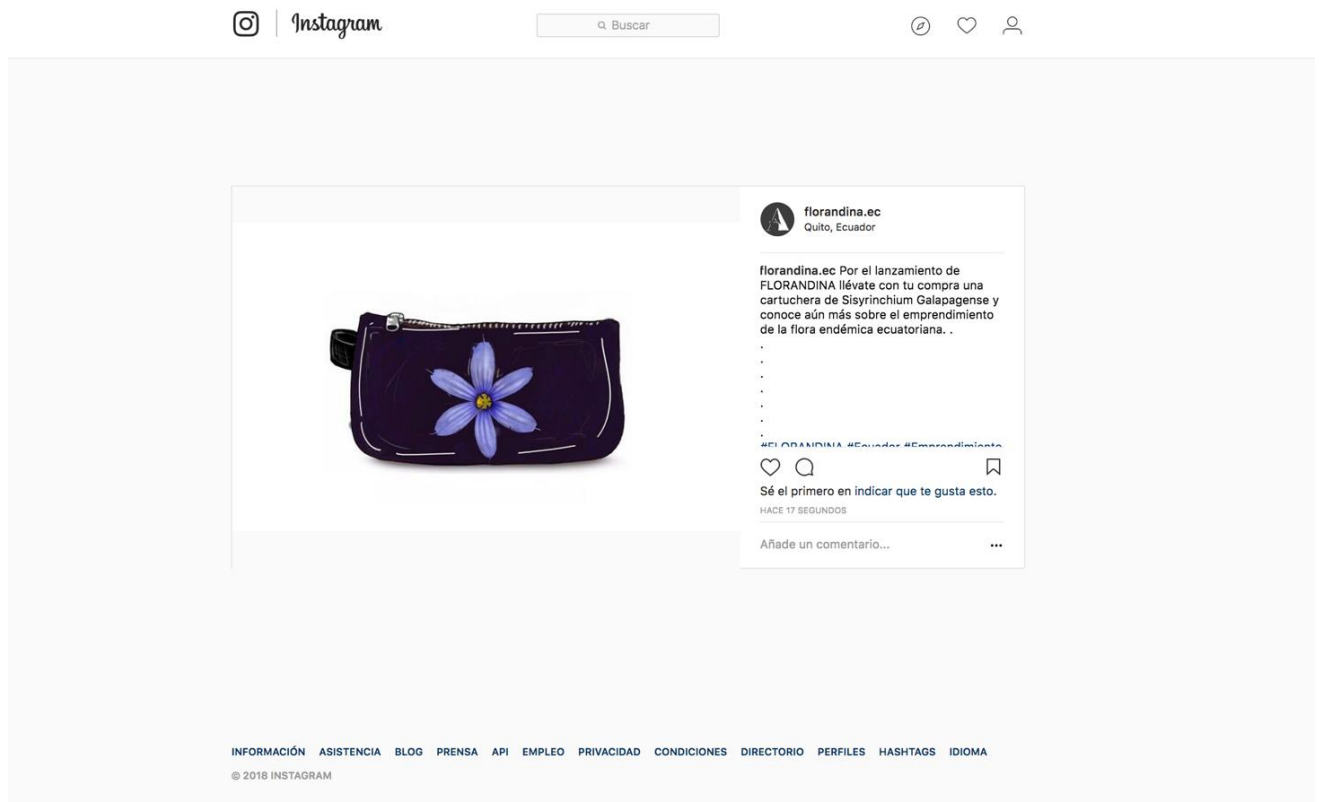 Instagram
Buscar
florandina.ec
Quito, Ecuador
florandina.ec Por el lanzamiento de
FLORANDINA llévate con tu compra una
cartuchera de Sisyrinchium Galapagense y
conoce aún más sobre el emprendimiento
de la flora endémica ecuatoriana. .
.
.
.
.
.
.
.
#FLORANDINA #Ecuador #Emprendimiento
Sé el primero en indicar que te gusta esto.
HACE 17 SEGUNDOS
Añade un comentario...
INFORMACIÓN ASISTENCIA BLOG PRENSA API EMPLEO PRIVACIDAD CONDICIONES DIRECTORIO PERFILES HASHTAGS IDIOMA
© 2018 INSTAGRAM